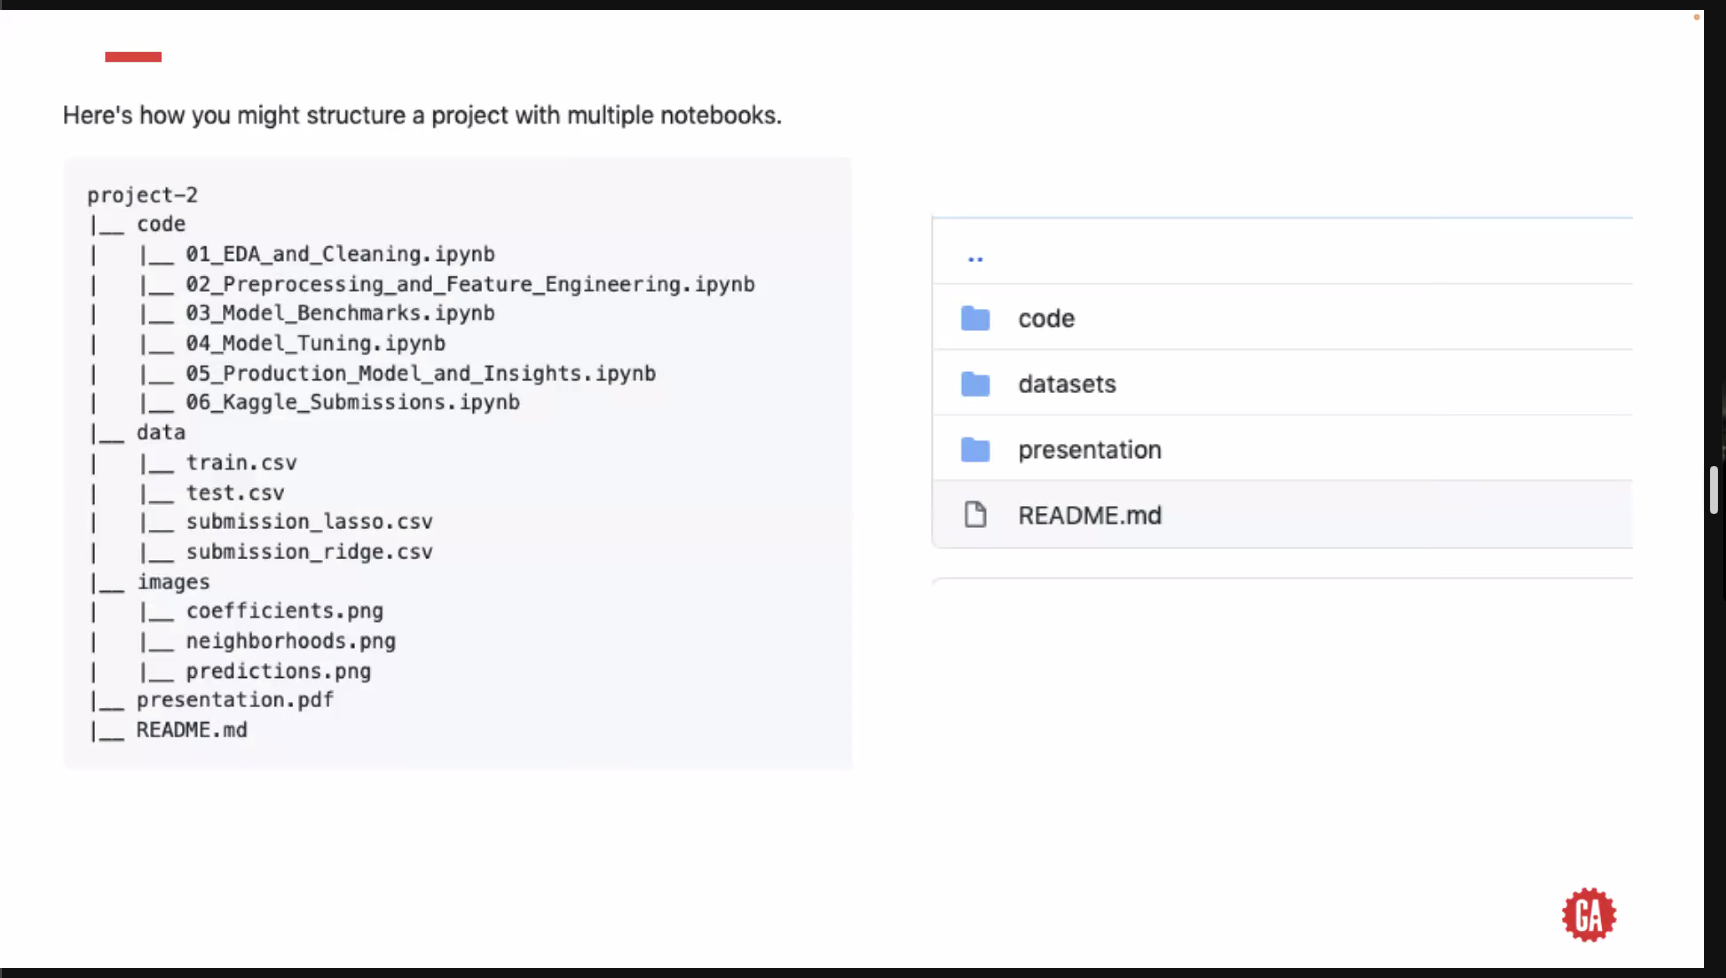 Here's how you might structure a project with multiple notebooks.
project-2
|__ code
|   |__ 01_EDA_and_Cleaning.ipynb
|   |__ 02_Preprocessing_and_Feature_Engineering.ipynb
|   |__ 03_Model_Benchmarks.ipynb
|   |__ 04_Model_Tuning.ipynb
|   |__ 05_Production_Model_and_Insights.ipynb
|   |__ 06_Kaggle_Submissions.ipynb
|__ data
|   |__ train.csv
|   |__ test.csv
|   |__ submission_lasso.csv
|   |__ submission_ridge.csv
|__ images
|   |__ coefficients.png
|   |__ neighborhoods.png
|   |__ predictions.png
|__ presentation.pdf
|__ README.md
..
code
datasets
presentation
README.md
GA